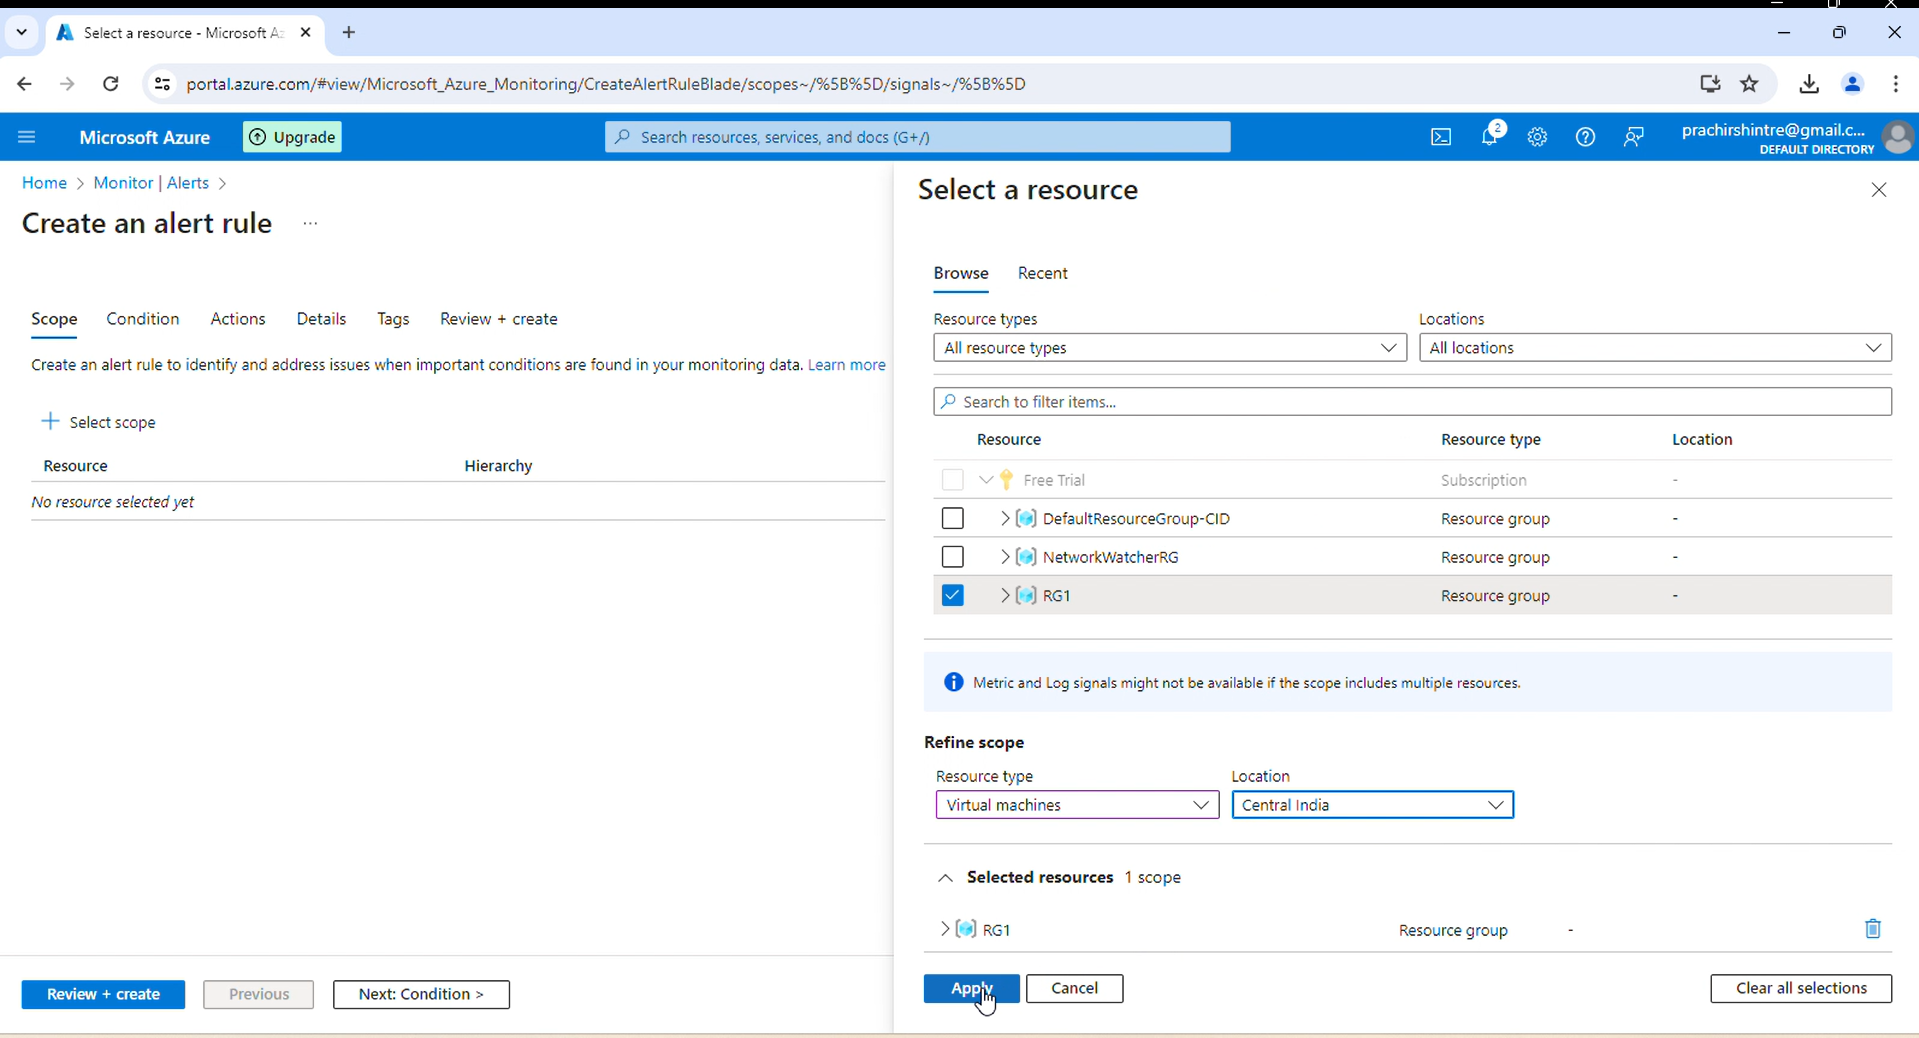 Select a resource - Microsoft Az
portal.azure.com/#view/Microsoft_Azure_Monitoring/CreateAlertRuleBlade/scopes~/%5B%5D/signals~/%5B%5D
Microsoft Azure
Upgrade
Search resources, services, and docs (G+/)
2
prachirshintre@gmail.c...
DEFAULT DIRECTORY
Home > Monitor | Alerts >
Create an alert rule ...
Scope Condition Actions Details Tags Review + create
Create an alert rule to identify and address issues when important conditions are found in your monitoring data. Learn more
+ Select scope
Resource Hierarchy
No resource selected yet
Review + create Previous Next: Condition >
Select a resource
Browse Recent
Resource types Locations
All resource types All locations
Search to filter items...
Resource Resource type Location
Free Trial Subscription -
DefaultResourceGroup-CID Resource group -
NetworkWatcherRG Resource group -
RG1 Resource group -
Metric and Log signals might not be available if the scope includes multiple resources.
Refine scope
Resource type Location
Virtual machines Central India
Selected resources 1 scope
RG1 Resource group -
Apply Cancel Clear all selections